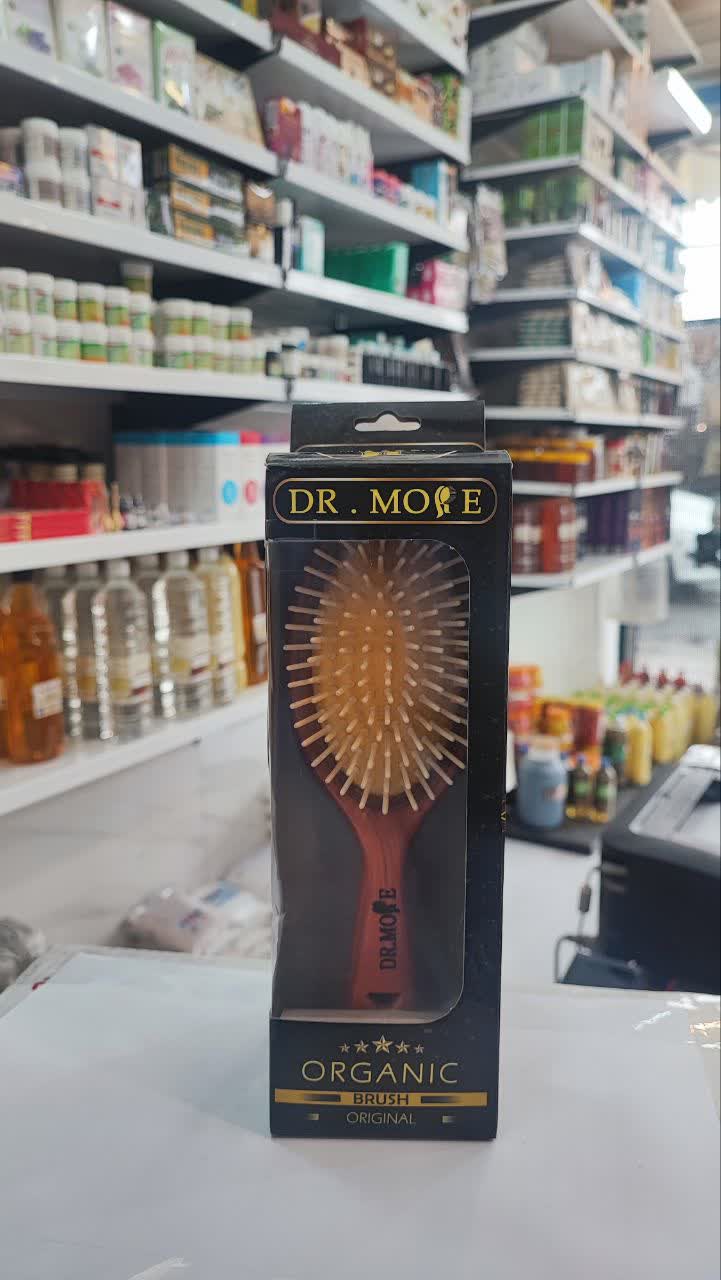 DR. MORE
DR.MORE
ORGANIC
BRUSH
ORIGINAL